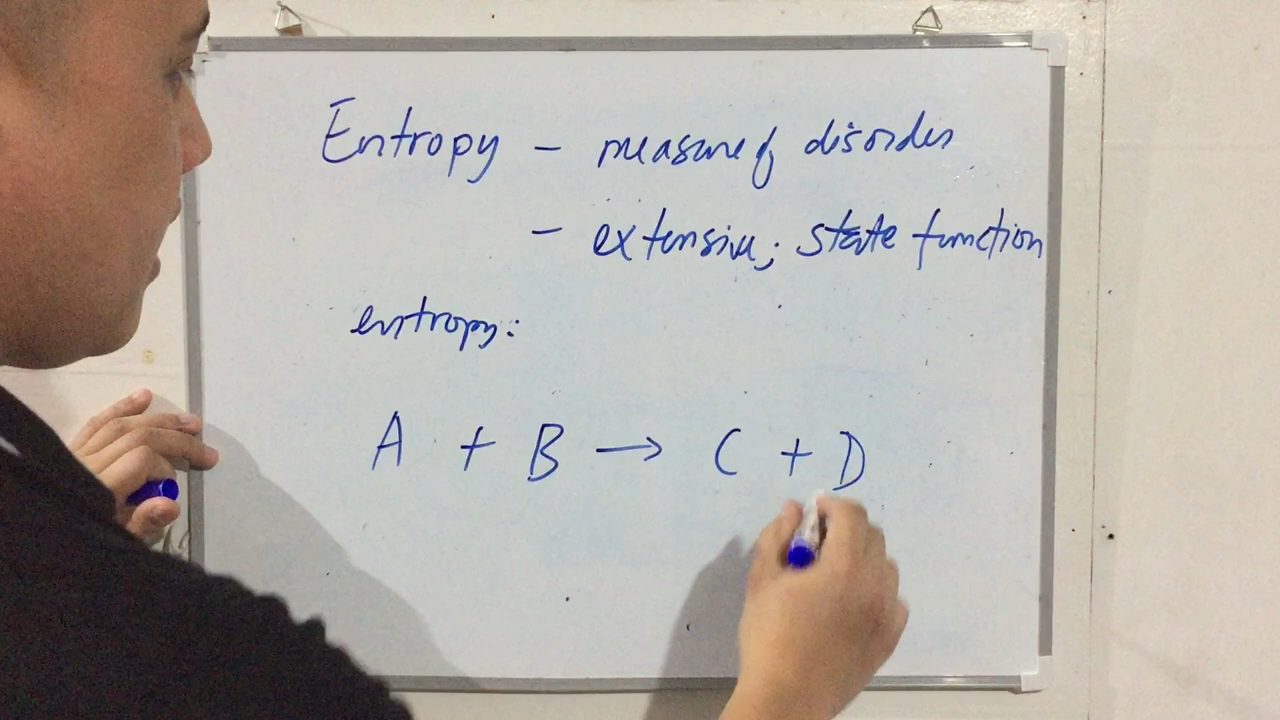 Entropy - measure of disorder
- extensive; state function
entropy:
A + B → C + D